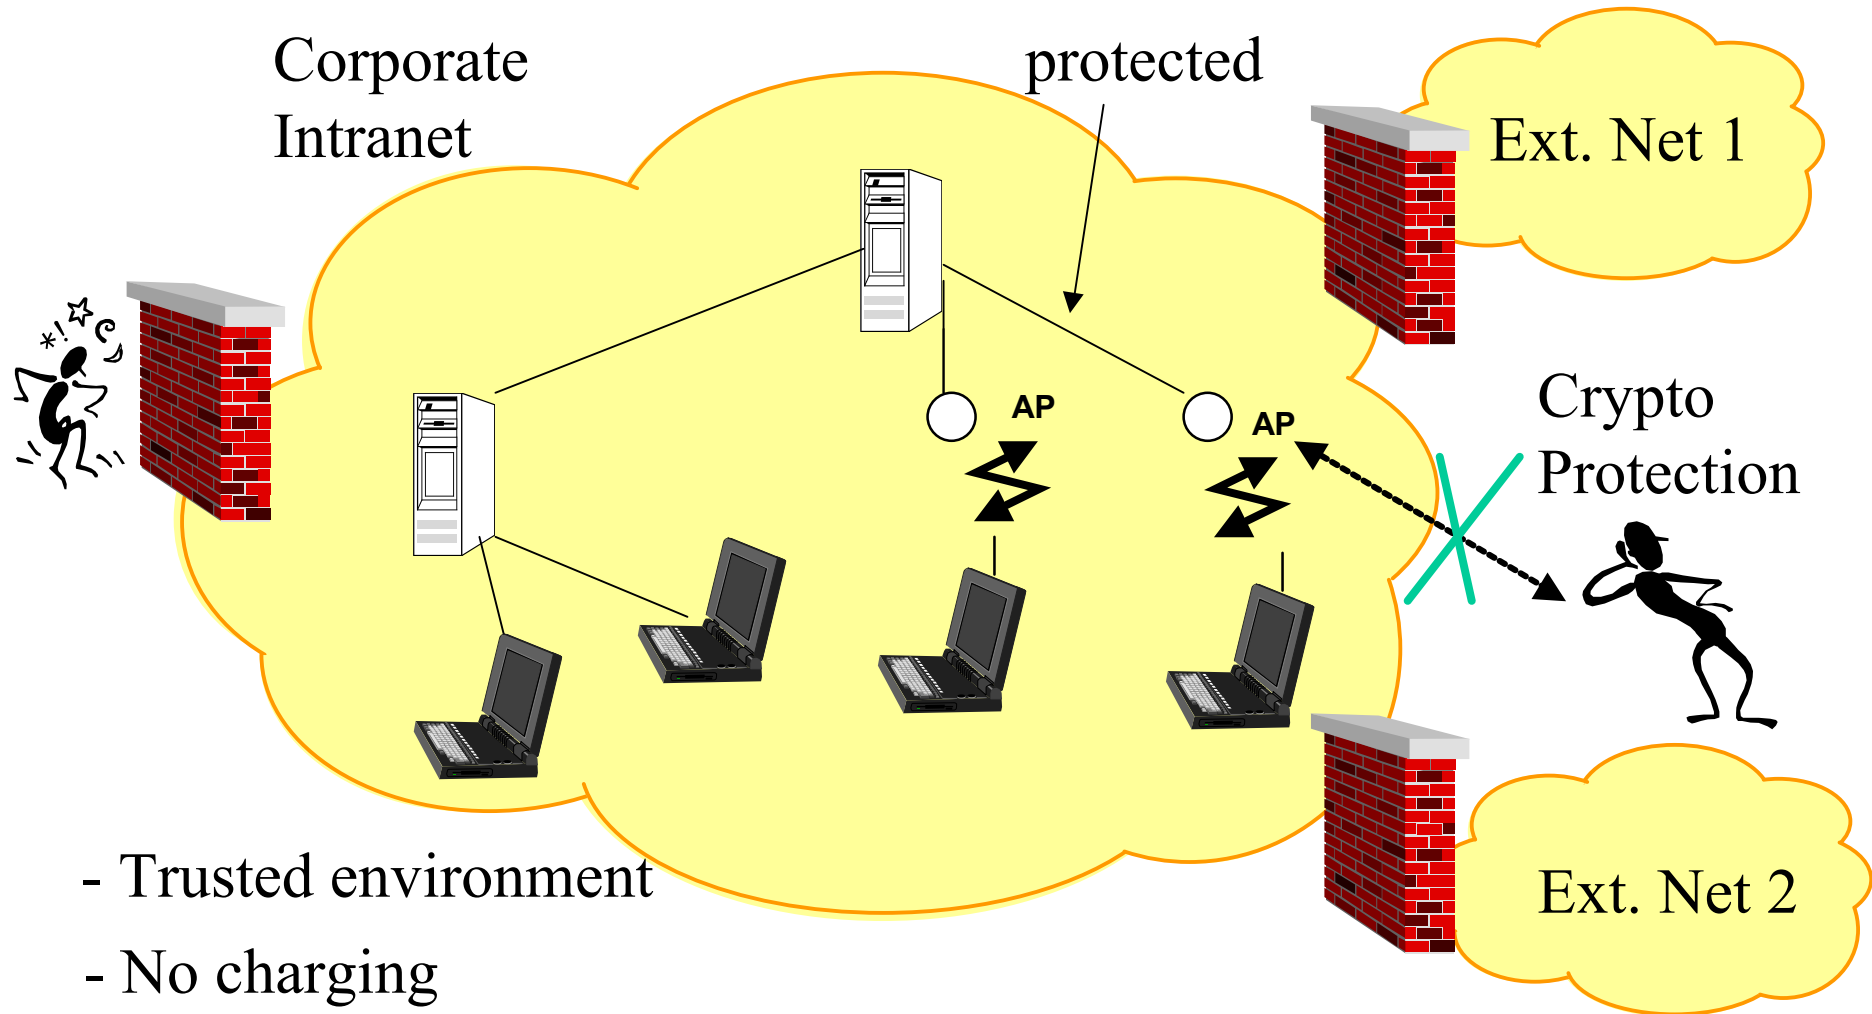 Corporate
Intranet
protected
Ext. Net 1
*!
AP
AP
Crypto
Protection
- Trusted environment
- No charging
Ext. Net 2